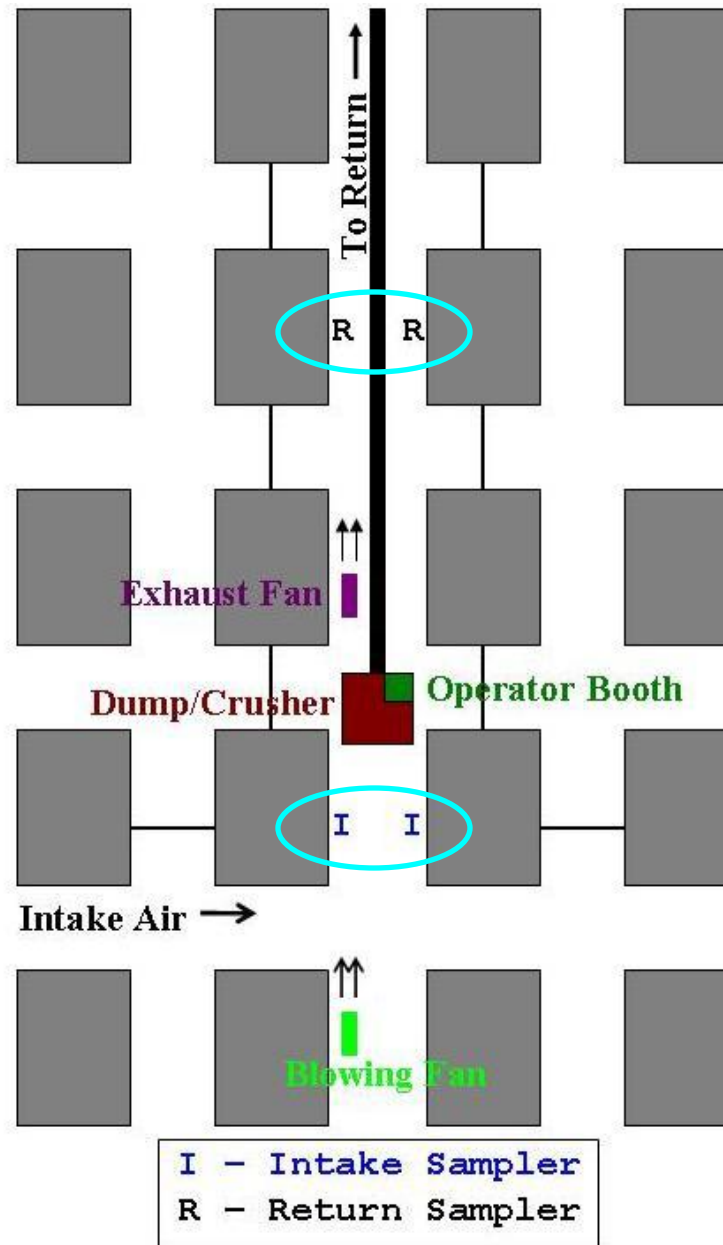 To Return
R R
Exhaust Fan
Operator Booth
Dump/Crusher
I I
Intake Air
Blowing Fan
I – Intake Sampler
R – Return Sampler